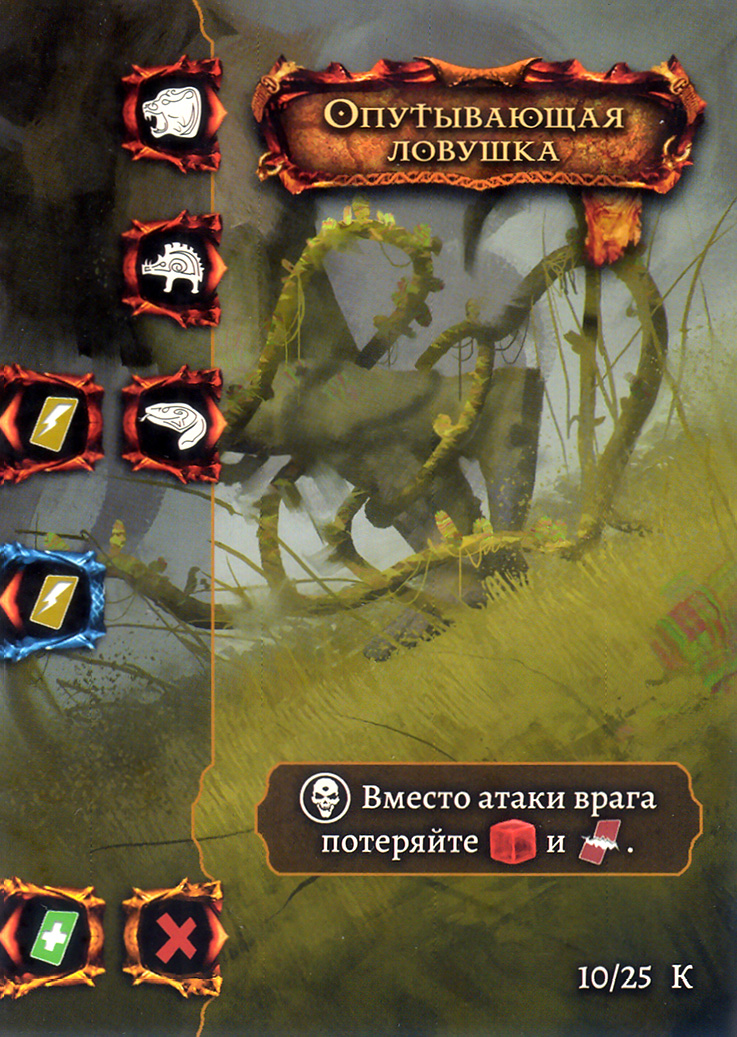 Опутывающая
ловушка
Вместо атаки врага
потеряйте и .
10/25 К